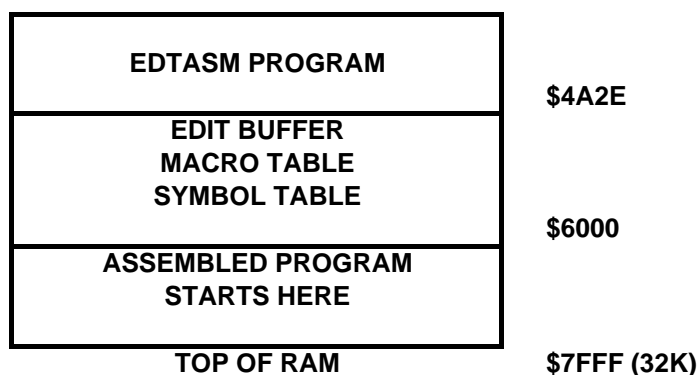 EDTASM PROGRAM
$4A2E
EDIT BUFFER
MACRO TABLE
SYMBOL TABLE
$6000
ASSEMBLED PROGRAM
STARTS HERE
TOP OF RAM $7FFF (32K)